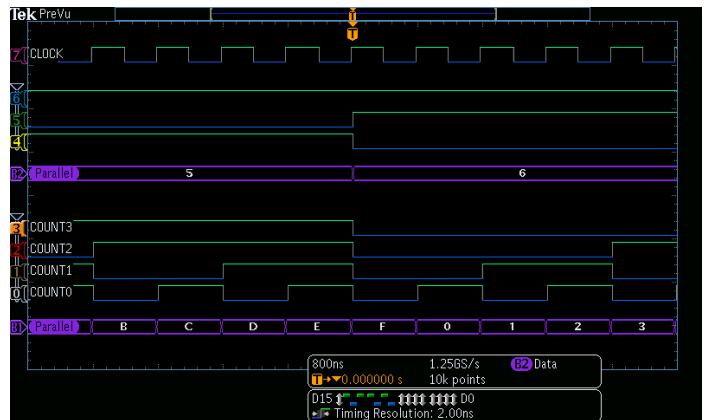 Tek PreVu
T
T
7 CLOCK
6
5
4
B2 Parallel 5 6
3 COUNT3
2 COUNT2
1 COUNT1
0 COUNT0
B1 Parallel B C D E F 0 1 2 3
800ns 1.25GS/s B2 Data
T→▼0.000000 s 10k points
D15 D0
Timing Resolution: 2.00ns